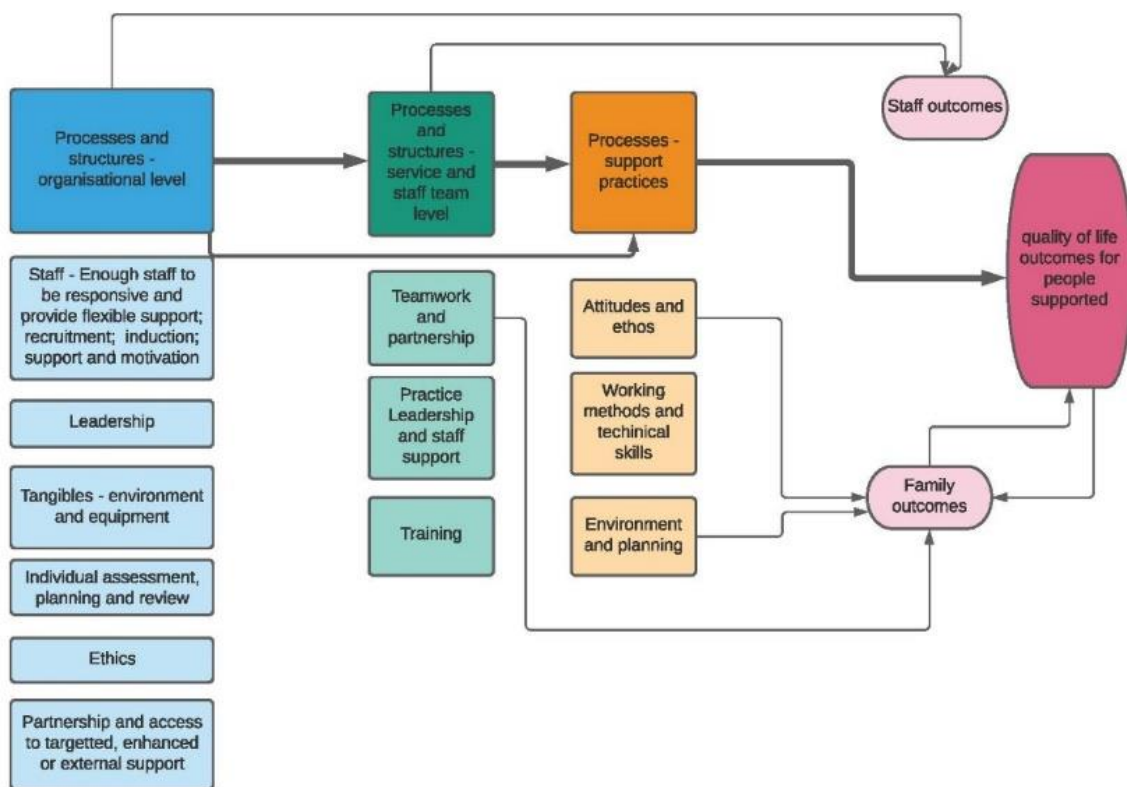 Staff outcomes
Processes and
structures -
organisational level
Processes
and
structures -
service and
staff team
level
Processes -
support
practices
quality of life
outcomes for
people
supported
Staff - Enough staff to
be responsive and
provide flexible support;
recruitment; induction;
support and motivation
Leadership
Tangibles - environment
and equipment
Individual assessment,
planning and review
Ethics
Partnership and access
to targetted, enhanced
or external support
Teamwork
and
partnership
Practice
Leadership
and staff
support
Training
Attitudes and
ethos
Working
methods and
techinical
skills
Environment
and planning
Family
outcomes